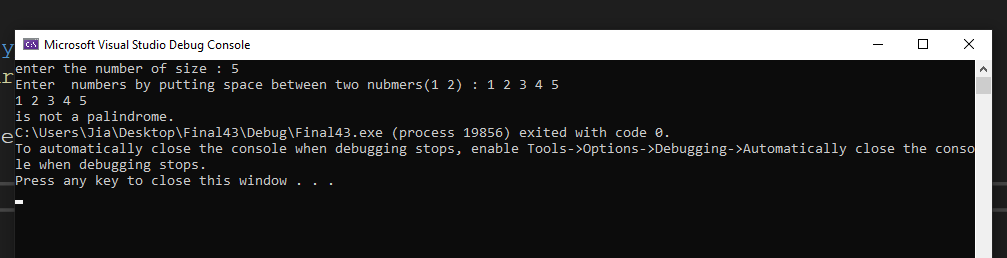 Microsoft Visual Studio Debug Console
enter the number of size : 5
Enter  numbers by putting space between two nubmers(1 2) : 1 2 3 4 5
1 2 3 4 5
is not a palindrome.
C:\Users\Jia\Desktop\Final43\Debug\Final43.exe (process 19856) exited with code 0.
To automatically close the console when debugging stops, enable Tools->Options->Debugging->Automatically close the conso
le when debugging stops.
Press any key to close this window . . .